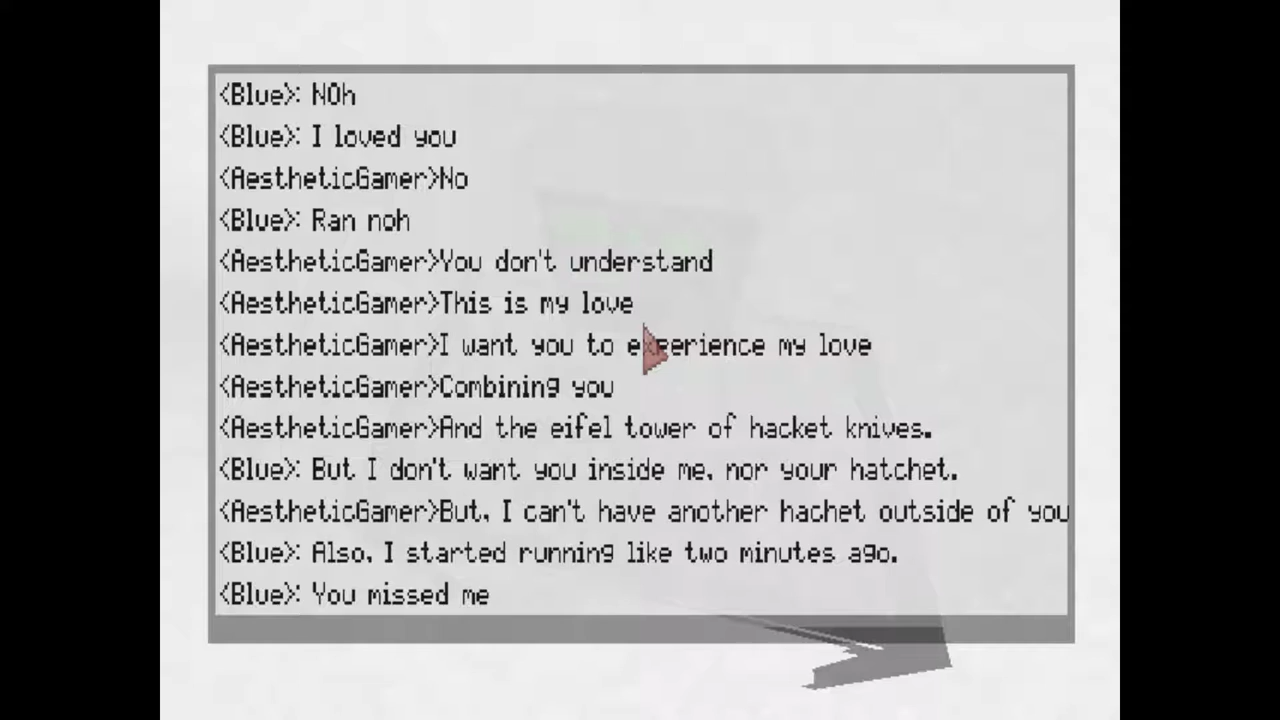 <Blue>: NOh
<Blue>: I loved you
<AestheticGamer>No
<Blue>: Ran noh
<AestheticGamer>You don't understand
<AestheticGamer>This is my love
<AestheticGamer>I want you to experience my love
<AestheticGamer>Combining you
<AestheticGamer>And the eifel tower of hacket knives.
<Blue>: But I don't want you inside me, nor your hatchet.
<AestheticGamer>But, I can't have another hachet outside of you
<Blue>: Also, I started running like two minutes ago.
<Blue>: You missed me